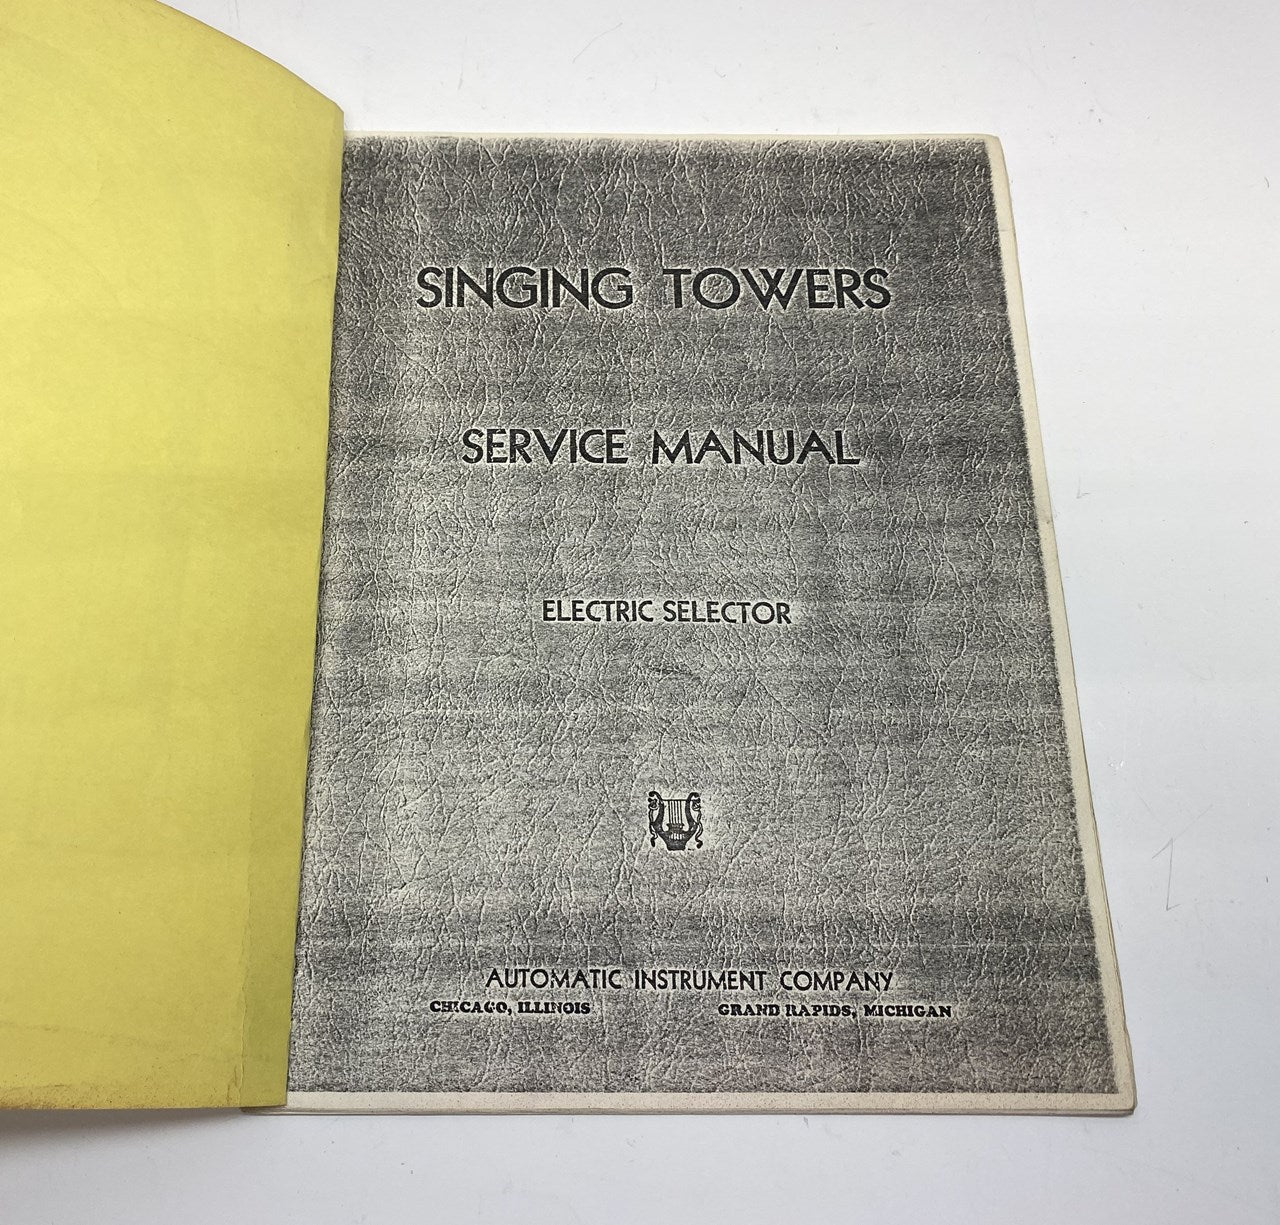 SINGING TOWERS
SERVICE MANUAL
ELECTRIC SELECTOR
AUTOMATIC INSTRUMENT COMPANY
CHICAGO, ILLINOIS GRAND RAPIDS, MICHIGAN